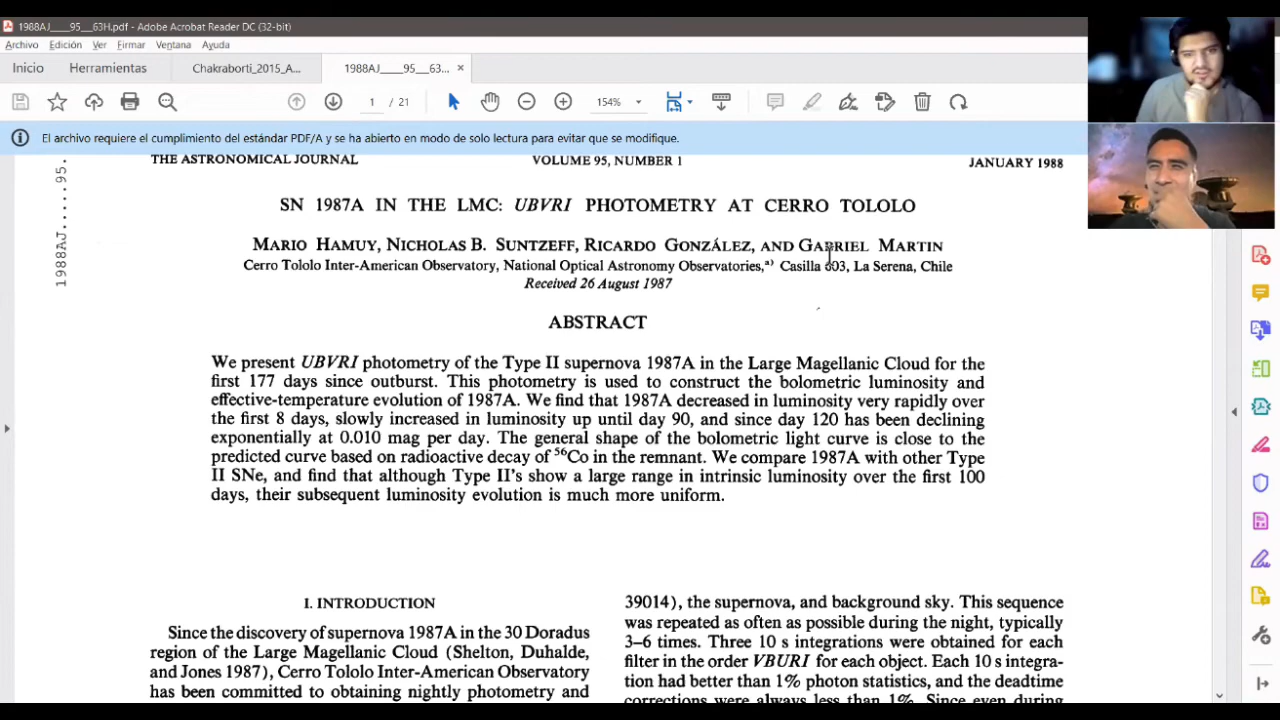 1988AJ____95__63H.pdf - Adobe Acrobat Reader DC (32-bit)
Archivo Edición Ver Firmar Ventana Ayuda
Inicio Herramientas Chakraborti_2015_A... 1988AJ____95__63... ×
1 / 21 154%
El archivo requiere el cumplimiento del estándar PDF/A y se ha abierto en modo de solo lectura para evitar que se modifique.
1988AJ.....95.
THE ASTRONOMICAL JOURNAL VOLUME 95, NUMBER 1 JANUARY 1988
SN 1987A IN THE LMC: UBVRI PHOTOMETRY AT CERRO TOLOLO
MARIO HAMUY, NICHOLAS B. SUNTZEFF, RICARDO GONZÁLEZ, AND GABRIEL MARTIN
Cerro Tololo Inter-American Observatory, National Optical Astronomy Observatories,a) Casilla 603, La Serena, Chile
Received 26 August 1987
ABSTRACT
We present UBVRI photometry of the Type II supernova 1987A in the Large Magellanic Cloud for the
first 177 days since outburst. This photometry is used to construct the bolometric luminosity and
effective-temperature evolution of 1987A. We find that 1987A decreased in luminosity very rapidly over
the first 8 days, slowly increased in luminosity up until day 90, and since day 120 has been declining
exponentially at 0.010 mag per day. The general shape of the bolometric light curve is close to the
predicted curve based on radioactive decay of 56Co in the remnant. We compare 1987A with other Type
II SNe, and find that although Type II's show a large range in intrinsic luminosity over the first 100
days, their subsequent luminosity evolution is much more uniform.
I. INTRODUCTION
Since the discovery of supernova 1987A in the 30 Doradus
region of the Large Magellanic Cloud (Shelton, Duhalde,
and Jones 1987), Cerro Tololo Inter-American Observatory
has been committed to obtaining nightly photometry and
39014), the supernova, and background sky. This sequence
was repeated as often as possible during the night, typically
3–6 times. Three 10 s integrations were obtained for each
filter in the order VBURI for each object. Each 10 s integra-
tion had better than 1% photon statistics, and the deadtime
corrections were always less than 1%. Since even during